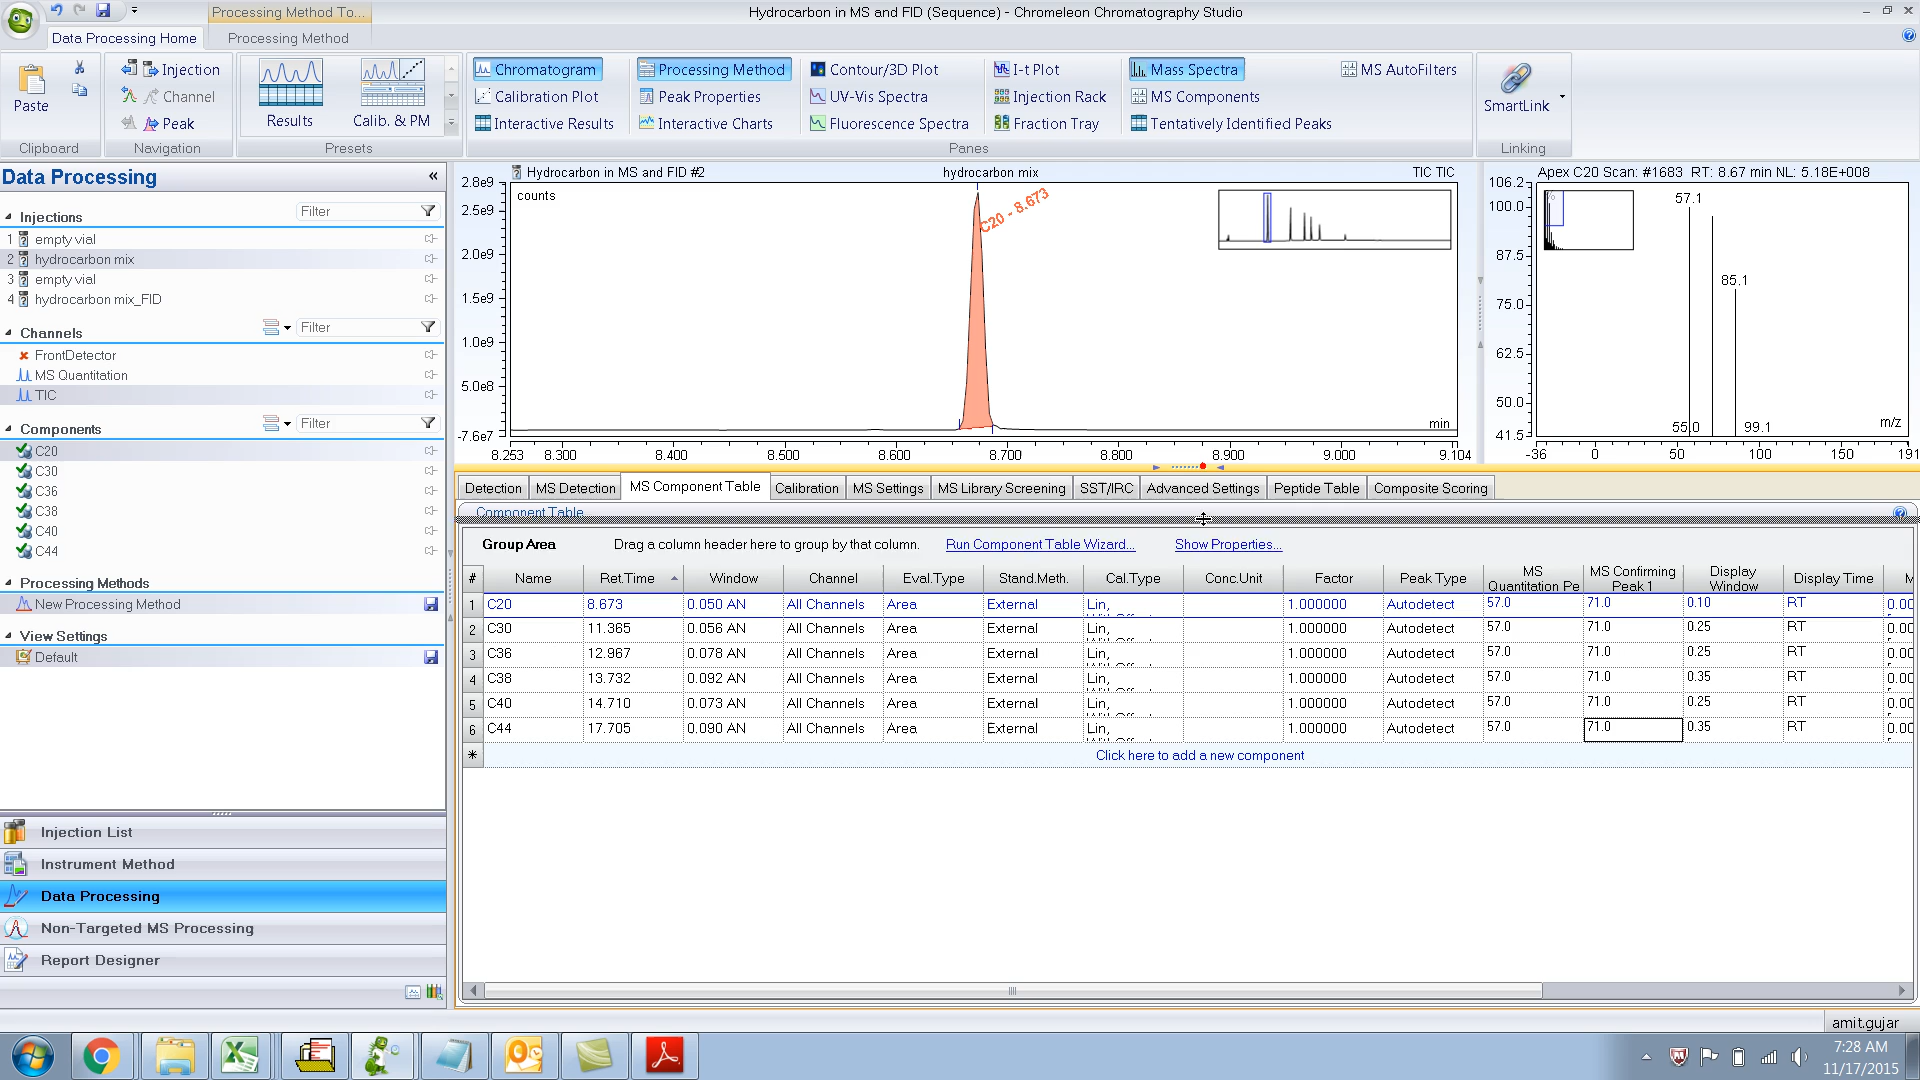 Processing Method To...
Hydrocarbon in MS and FID (Sequence) - Chromeleon Chromatography Studio
Data Processing Home
Processing Method
Paste
Clipboard
Injection
Channel
Peak
Navigation
Results
Calib. & PM
Presets
Chromatogram
Calibration Plot
Interactive Results
Processing Method
Peak Properties
Interactive Charts
Contour/3D Plot
UV-Vis Spectra
Fluorescence Spectra
I-t Plot
Injection Rack
Fraction Tray
Mass Spectra
MS Components
Tentatively Identified Peaks
MS AutoFilters
Panes
SmartLink
Linking
Data Processing
Injections
Filter
1 empty vial
2 hydrocarbon mix
3 empty vial
4 hydrocarbon mix_FID
Channels
Filter
FrontDetector
MS Quantitation
TIC
Components
Filter
C20
C30
C36
C38
C40
C44
Processing Methods
New Processing Method
View Settings
Default
Injection List
Instrument Method
Data Processing
Non-Targeted MS Processing
Report Designer
Hydrocarbon in MS and FID #2
hydrocarbon mix
TIC TIC
counts
2.8e9
2.5e9
2.0e9
1.5e9
1.0e9
5.0e8
-7.6e7
C20 - 8.673
min
8.253 8.300 8.400 8.500 8.600 8.700 8.800 8.900 9.000 9.104
Apex C20 Scan: #1683 RT: 8.67 min NL: 5.18E+008
106.2
100.0
87.5
75.0
62.5
50.0
41.5
%
57.1
85.1
55.0
99.1
m/z
-36 0 50 100 150 191
Detection MS Detection MS Component Table Calibration MS Settings MS Library Screening SST/IRC Advanced Settings Peptide Table Composite Scoring
Component Table
Group Area Drag a column header here to group by that column. Run Component Table Wizard... Show Properties...
# Name Ret.Time Window Channel Eval.Type Stand.Meth. Cal.Type Conc.Unit Factor Peak Type MS Quantitation Pe MS Confirming Peak 1 Display Window Display Time M
1 C20 8.673 0.050 AN All Channels Area External Lin, 1.000000 Autodetect 57.0 71.0 0.10 RT 0.00
2 C30 11.365 0.056 AN All Channels Area External Lin, 1.000000 Autodetect 57.0 71.0 0.25 RT 0.00
3 C36 12.967 0.078 AN All Channels Area External Lin, 1.000000 Autodetect 57.0 71.0 0.25 RT 0.00
4 C38 13.732 0.092 AN All Channels Area External Lin, 1.000000 Autodetect 57.0 71.0 0.35 RT 0.00
5 C40 14.710 0.073 AN All Channels Area External Lin, 1.000000 Autodetect 57.0 71.0 0.25 RT 0.00
6 C44 17.705 0.090 AN All Channels Area External Lin, 1.000000 Autodetect 57.0 71.0 0.35 RT 0.00
* Click here to add a new component
amit.gujar
7:28 AM
11/17/2015